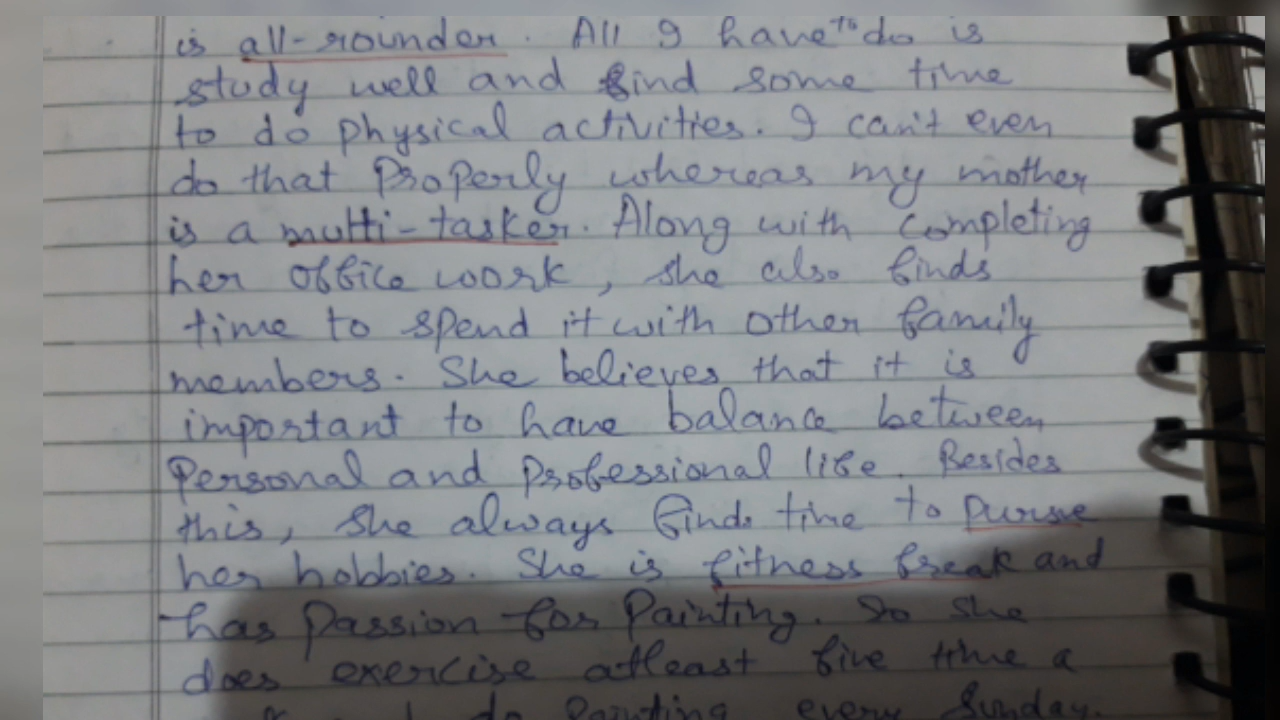 is all-rounder. All I have to do is
study well and find some time
to do physical activities. I can't even
do that Properly whereas my mother
is a multi-tasker. Along with completing
her office work, she also finds
time to spend it with other family
members. She believes that it is
important to have balance between
Personal and Professional life. Besides
this, she always finds time to pursue
her hobbies. She is fitness freak and
has Passion for Painting. So she
does exercise atleast five time a
do Painting every Sunday.